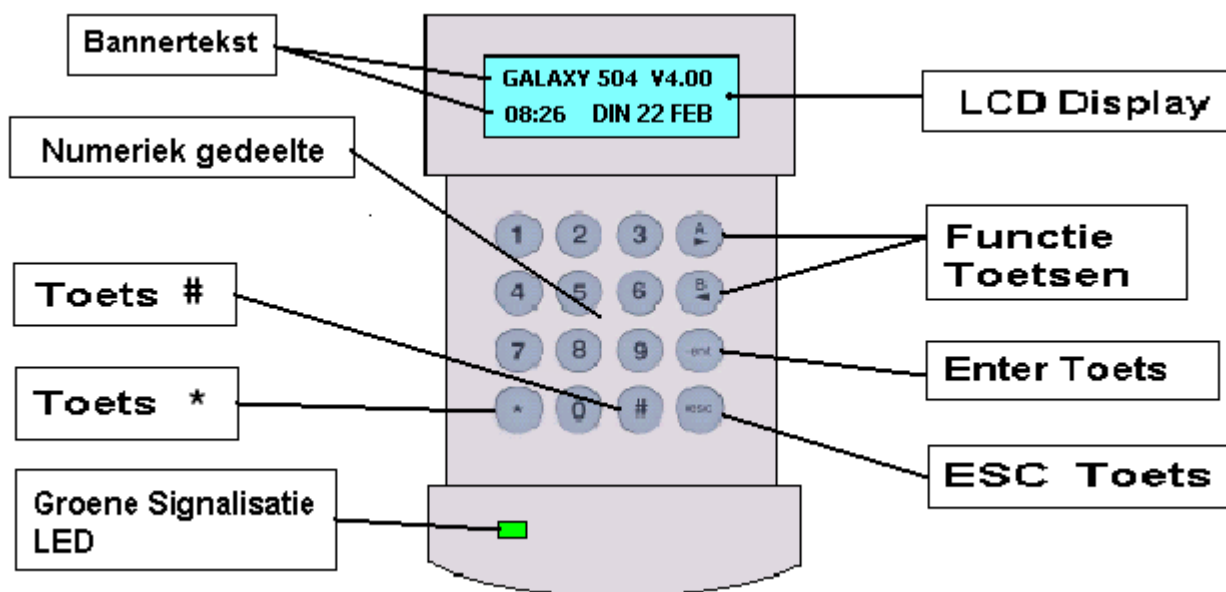 Bannertekst
GALAXY 504 V4.00
08:26 DIN 22 FEB
LCD Display
Numeriek gedeelte
1 2 3 A
Functie
Toetsen
4 5 6 B
Toets #
7 8 9 ent
Enter Toets
Toets *
* 0 # esc
ESC Toets
Groene Signalisatie
LED